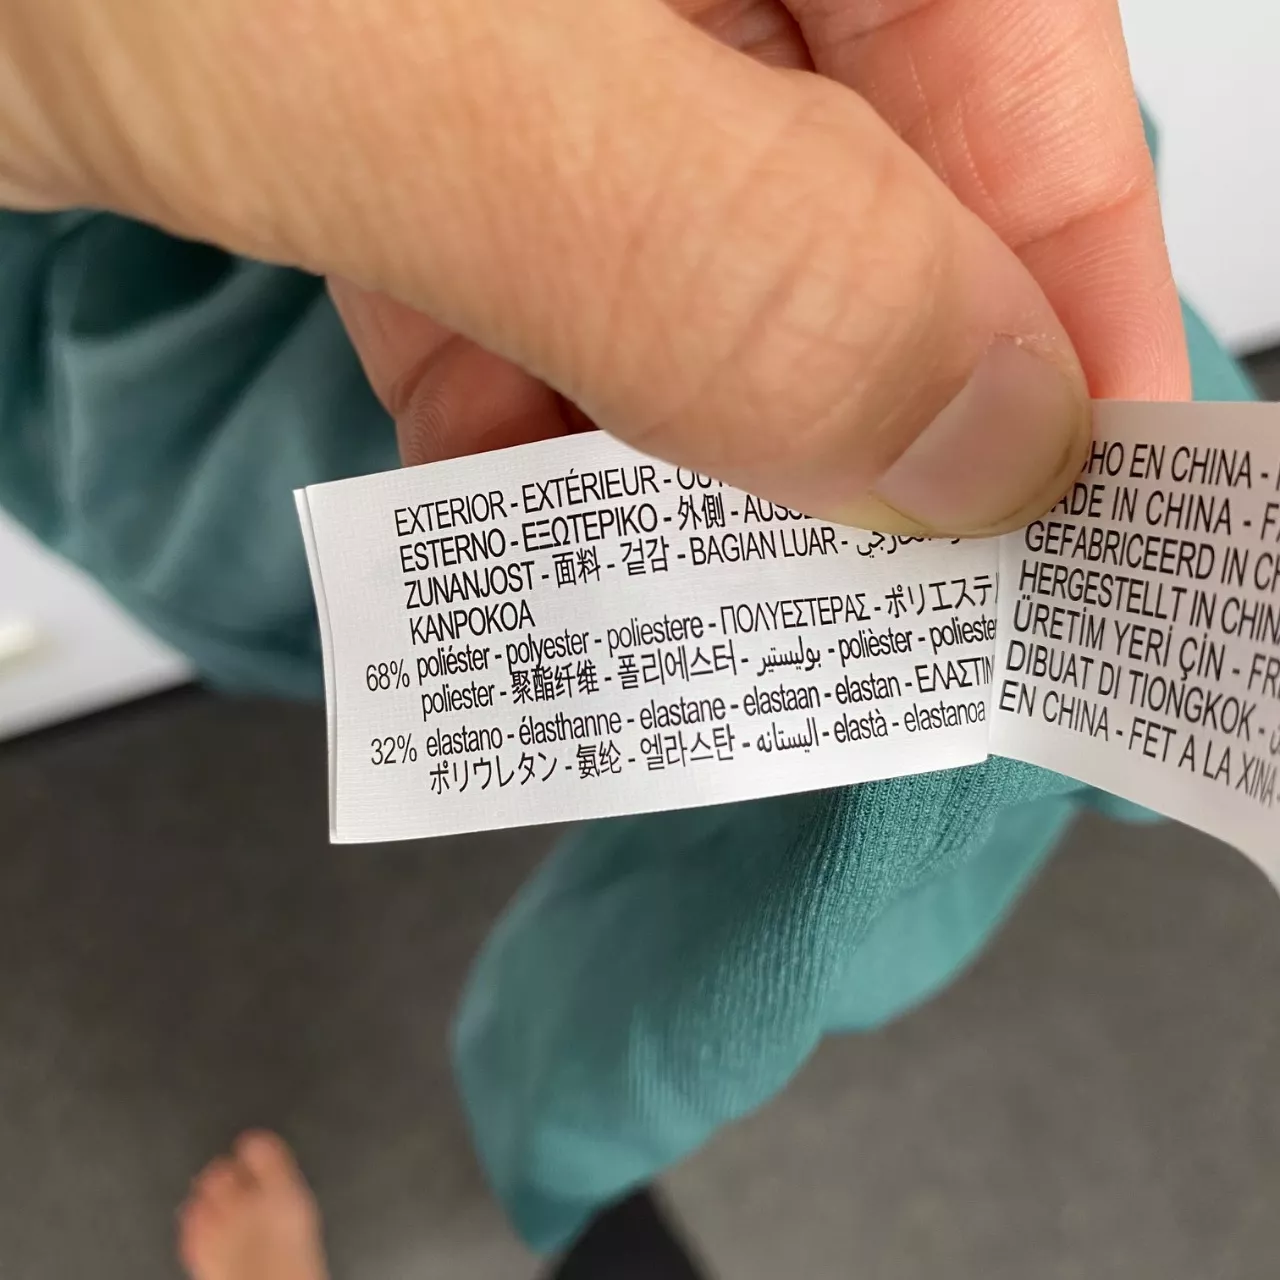 EXTERIOR - EXTÉRIEUR -
ESTERNO - ΕΞΩΤΕΡΙΚΟ - 外側 -
ZUNANJOST - 面料 - 겉감 - BAGIAN LUAR -
KANPOKOA
68% poliéster - polyester - poliestere - ΠΟΛΥΕΣΤΕΡΑΣ -
poliester - 聚酯纤维 - 폴리에스터 - بوليستير - polièster -
32% elastano - élasthanne - elastane - elastaan - elastan -
ポリウレタン - 氨纶 - 엘라스탄 - اليستانه - elastà - elastanoa
EN CHINA -
MADE IN CHINA -
GEFABRICEERD IN
HERGESTELLT IN CHINA
ÜRETİM YERİ ÇİN -
DIBUAT DI TIONGKOK -
EN CHINA - FET A LA XINA